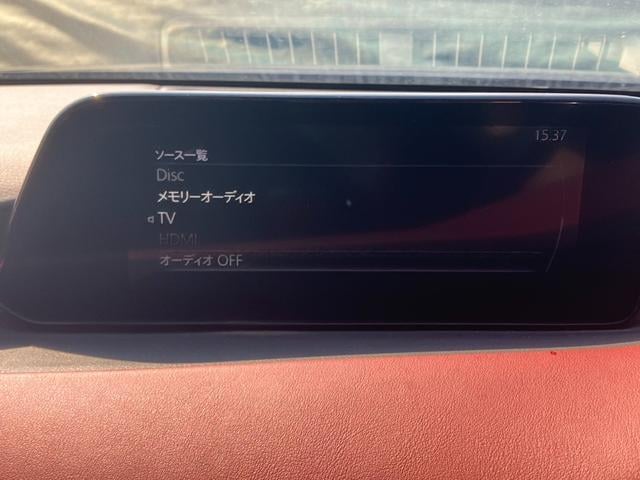 15:37
ソース一覧
Disc
メモリーオーディオ
TV
HDMI
オーディオ OFF